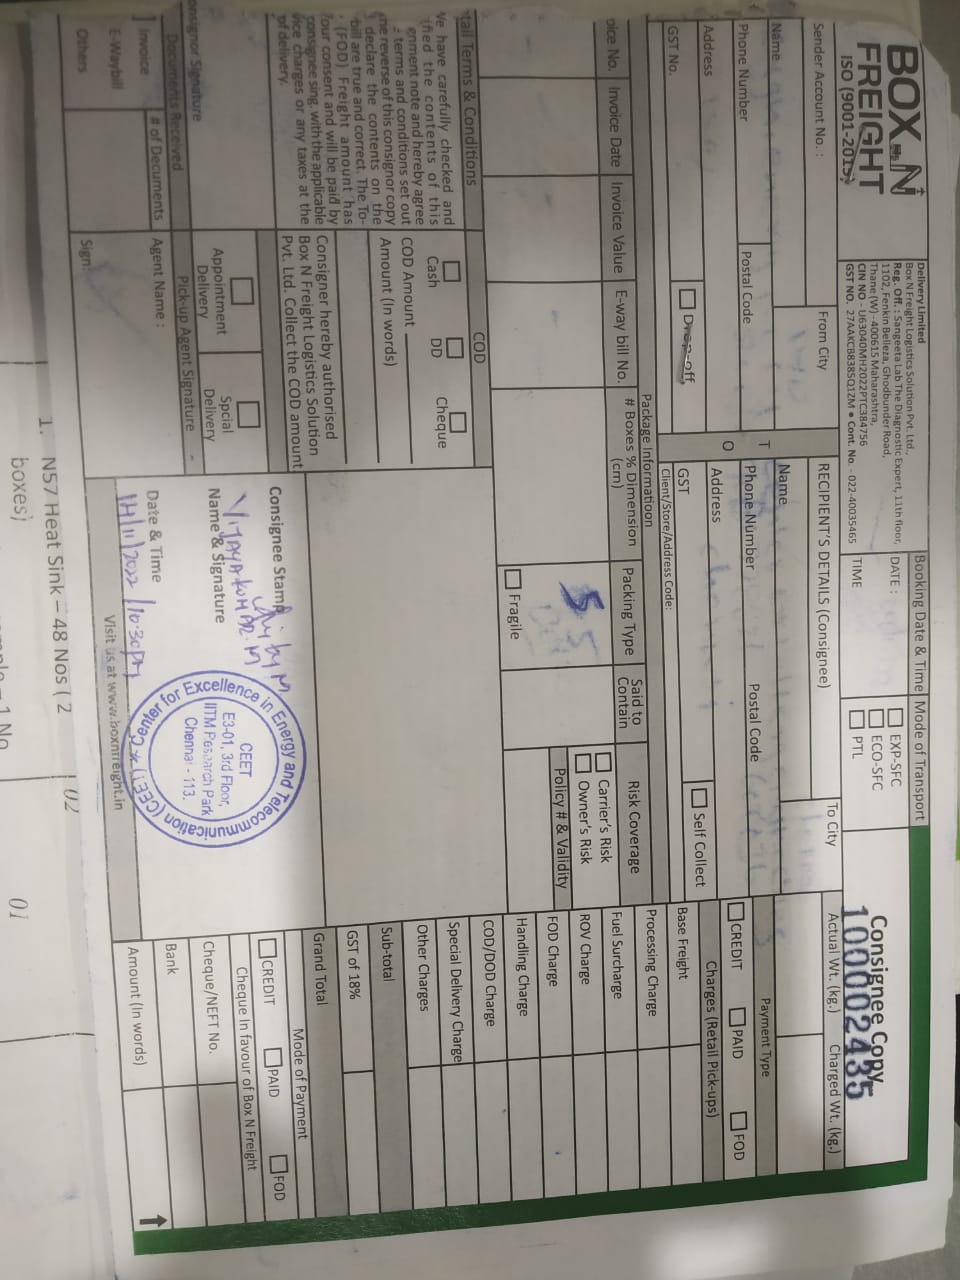 BOX N
FREIGHT
ISO (9001-2015)
Delivery Limited
Box N Freight Logistics Solution Pvt. Ltd.,
Reg. Off. : Sangeeta Lab The Diagnostic Expert, 11th floor,
1102, Fenkin Belleza, Ghodbunder Road,
Thane (W) - 400615 Maharashtra,
CIN NO - U63040MH2022PTC384756
GST NO. 27AAKCB8385Q1ZM • Cont. No. - 022-40035465
Booking Date & Time
DATE :
TIME
Mode of Transport
EXP-SFC
ECO-SFC
PTL
Consignee Copy
100002435
Sender Account No. :
From City
Name
Phone Number
Postal Code
Address
GST No.
Drop-off
TO
RECIPIENT'S DETAILS (Consignee)
To City
Name
Phone Number
Postal Code
Address
GST
Self Collect
Client/Store/Address Code:
Actual Wt. (kg.)
Charged Wt. (kg.)
Payment Type
CREDIT
PAID
FOD
Charges (Retail Pick-ups)
Base Freight
Processing Charge
Fuel Surcharge
ROV Charge
FOD Charge
Handling Charge
COD/DOD Charge
Special Delivery Charge
Other Charges
Sub-total
GST of 18%
Grand Total
Mode of Payment
CREDIT
PAID
FOD
Cheque In favour of Box N Freight
Cheque/NEFT No.
Bank
Amount (In words)
Package Informatioon
oice No.
Invoice Date
Invoice Value
E-way bill No.
# Boxes % Dimension
(cm)
Packing Type
Said to
Contain
Risk Coverage
5 5
Fragile
Carrier's Risk
Owner's Risk
Policy # & Validity
tail Terms & Conditions
We have carefully checked and
ified the contents of this
gnment note and hereby agree
terms and conditions set out
he reverse of this consignor copy
declare the contents on the
bill are true and correct. The To-
(FOD) Freight amount has
our consent and will be paid by
consignee sing. with the applicable
vice charges or any taxes at the
of delivery.
onsignor Signature
COD
Cash
DD
Cheque
COD Amount
Amount (In words)
Consigner hereby authorised
Box N Freight Logistics Solution
Pvt. Ltd. Collect the COD amount
Appointment
Delivery
Spcial
Delivery
Documents Received
# of Decuments
Invoice
E-Waybill
Others
Pick-up Agent Signature
Agent Name :
Sign:
Consignee Stamp
VIJAYAKUMAR.M
Name & Signature
Date & Time
14/11/2022 /10.30PM
Center for Excellence in Energy and Telecommunication (CEET)
CEET
E3-01, 3rd Floor,
IITM Research Park
Chennai - 113.
Visit us at www.boxnfreight.in
1. N57 Heat Sink – 48 Nos ( 2
boxes)
02
01
– 1 No